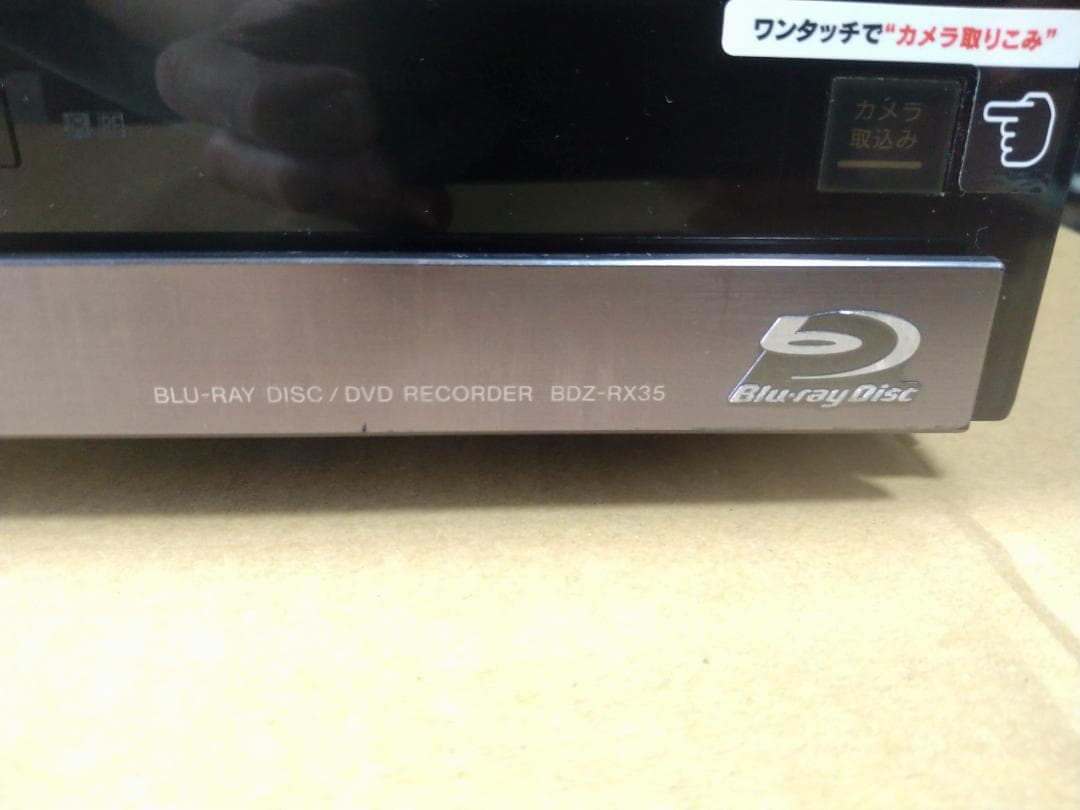 ワンタッチで“カメラ取りこみ”
カメラ
取込み
BLU-RAY DISC / DVD RECORDER BDZ-RX35
Blu-ray Disc